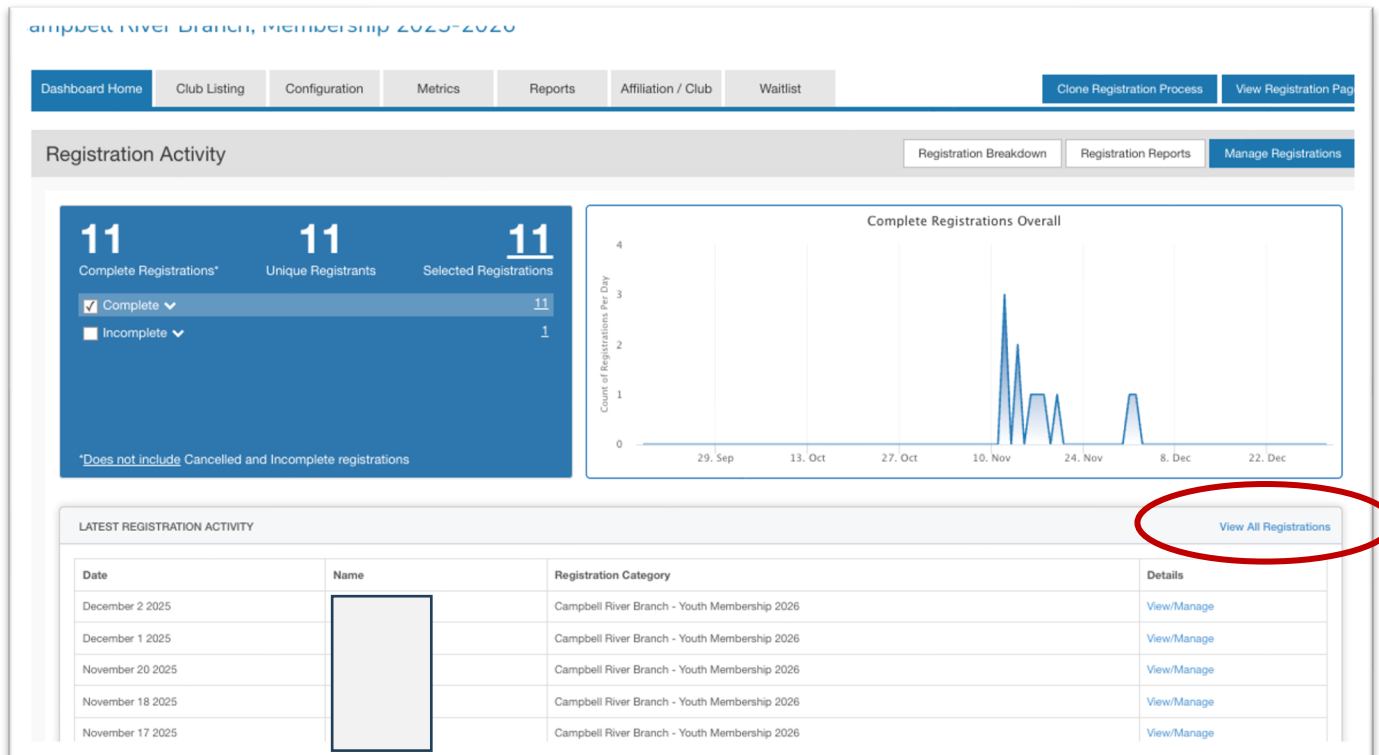 ampbell River Branch, Membership 2025-2026
Dashboard Home Club Listing Configuration Metrics Reports Affiliation / Club Waitlist Clone Registration Process View Registration Pag
Registration Activity Registration Breakdown Registration Reports Manage Registrations
11 11 11
Complete Registrations* Unique Registrants Selected Registrations
Complete 11
Incomplete 1
*Does not include Cancelled and Incomplete registrations
Complete Registrations Overall
Count of Registrations Per Day
4
3
2
1
0
29. Sep 13. Oct 27. Oct 10. Nov 24. Nov 8. Dec 22. Dec
LATEST REGISTRATION ACTIVITY View All Registrations
Date Name Registration Category Details
December 2 2025 Campbell River Branch - Youth Membership 2026 View/Manage
December 1 2025 Campbell River Branch - Youth Membership 2026 View/Manage
November 20 2025 Campbell River Branch - Youth Membership 2026 View/Manage
November 18 2025 Campbell River Branch - Youth Membership 2026 View/Manage
November 17 2025 Campbell River Branch - Youth Membership 2026 View/Manage